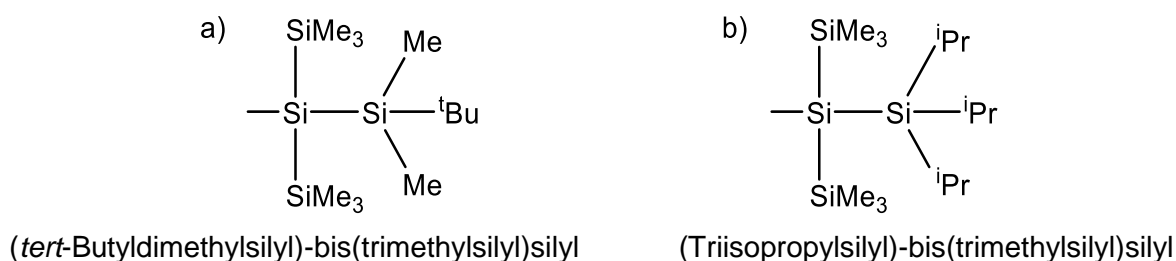 a) SiMe3 Me b) SiMe3 iPr
Si Si tBu Si Si iPr
SiMe3 Me SiMe3 iPr
(tert-Butyldimethylsilyl)-bis(trimethylsilyl)silyl (Triisopropylsilyl)-bis(trimethylsilyl)silyl